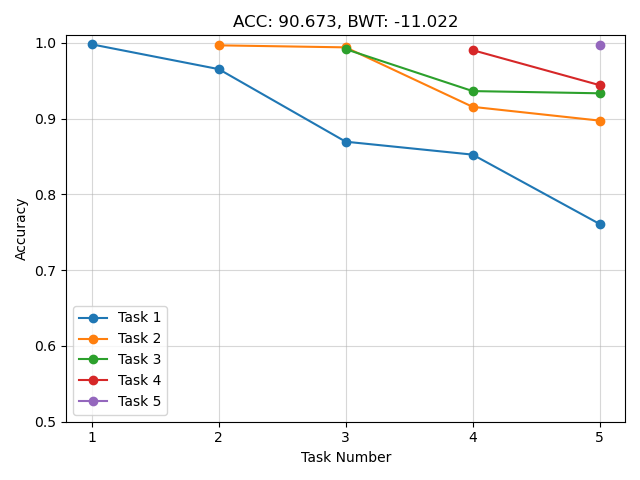 ACC: 90.673, BWT: -11.022
1.0
0.9
0.8
0.7
0.6
0.5
Accuracy
Task 1
Task 2
Task 3
Task 4
Task 5
1 2 3 4 5
Task Number